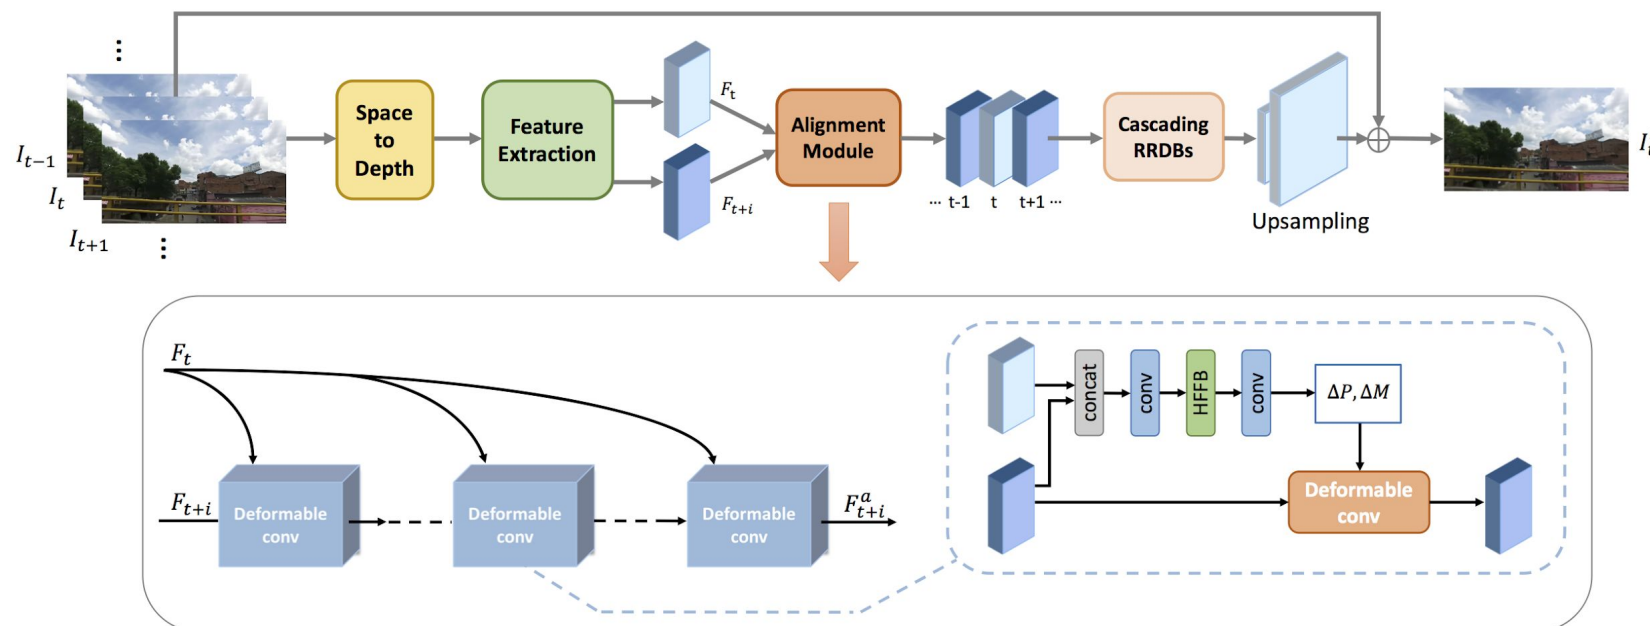 ⋮
I_{t−1}
I_t
I_{t+1}
⋮
Space
to
Depth
Feature
Extraction
F_t
F_{t+i}
Alignment
Module
··· t-1 t t+1 ···
Cascading
RRDBs
Upsampling
I_t
F_t
F_{t+i}
Deformable
conv
Deformable
conv
Deformable
conv
F^a_{t+i}
concat
conv
HFFB
conv
ΔP, ΔM
Deformable
conv